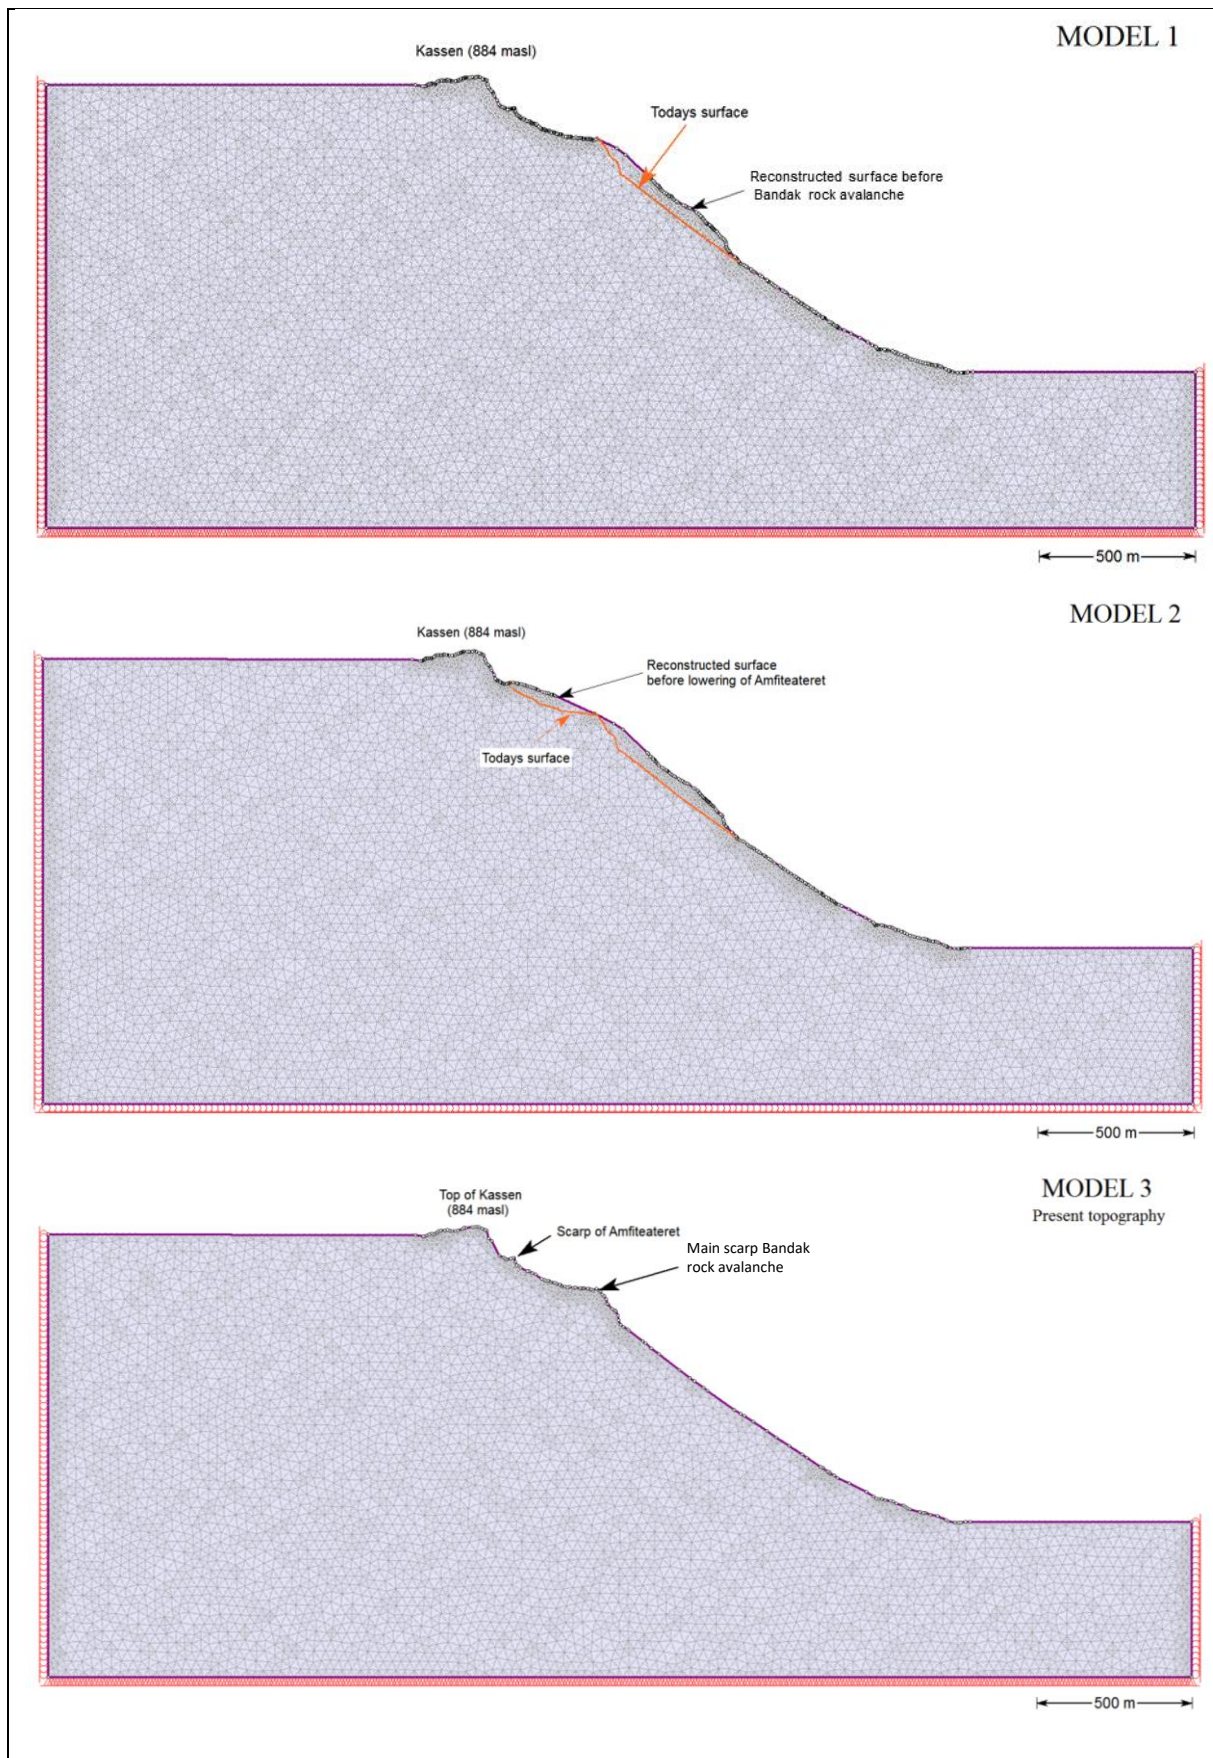 MODEL 1
Kassen (884 masl)
Todays surface
Reconstructed surface before
Bandak rock avalanche
500 m
MODEL 2
Kassen (884 masl)
Reconstructed surface
before lowering of Amfiteateret
Todays surface
500 m
MODEL 3
Present topography
Top of Kassen
(884 masl)
Scarp of Amfiteateret
Main scarp Bandak
rock avalanche
500 m